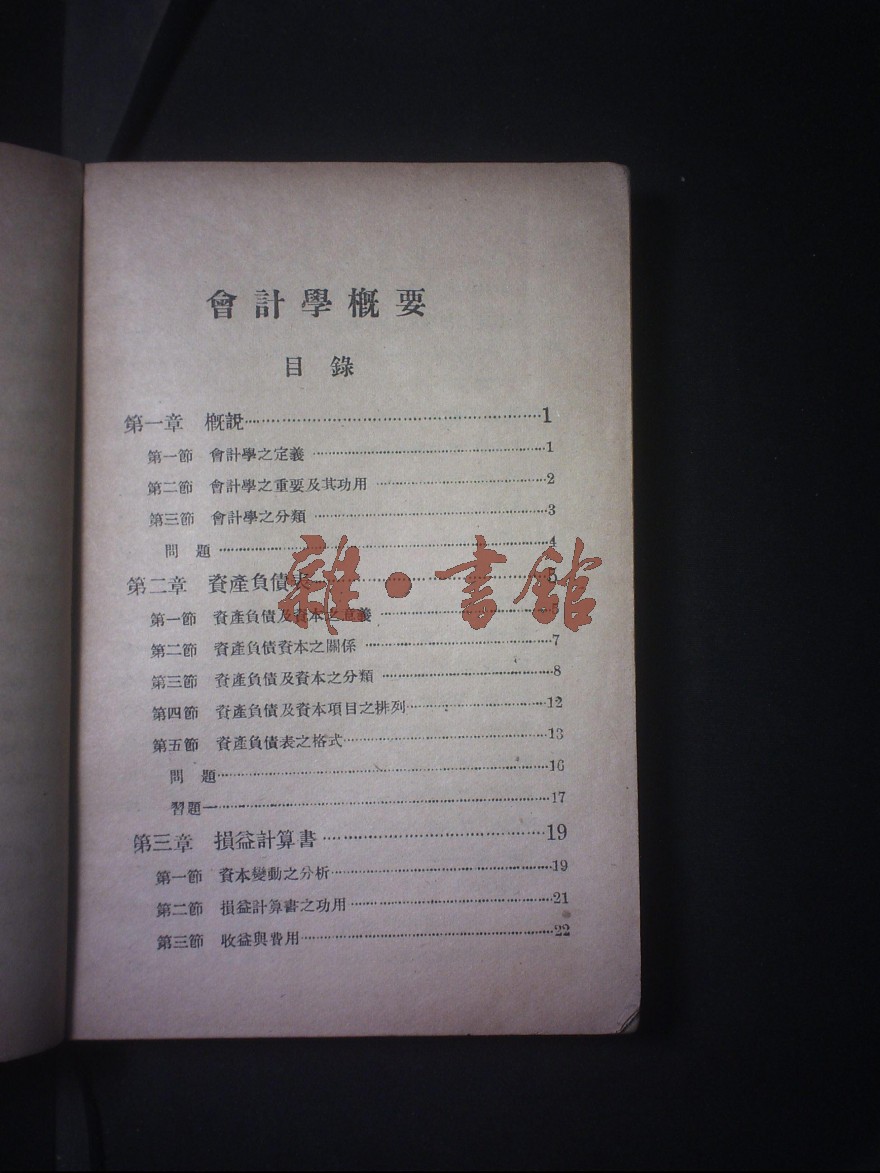 會計學概要
目錄
第一章 概說……1
第一節 會計學之定義……1
第二節 會計學之重要及其功用……2
第三節 會計學之分類……3
問題……4
第二章 資產負債表……5
雜·書館
第一節 資產負債及資本之意義……5
第二節 資產負債資本之關係……7
第三節 資產負債及資本之分類……8
第四節 資產負債及資本項目之排列……12
第五節 資產負債表之格式……13
問題……16
習題一……17
第三章 損益計算書……19
第一節 資本變動之分析……19
第二節 損益計算書之功用……21
第三節 收益與費用……22